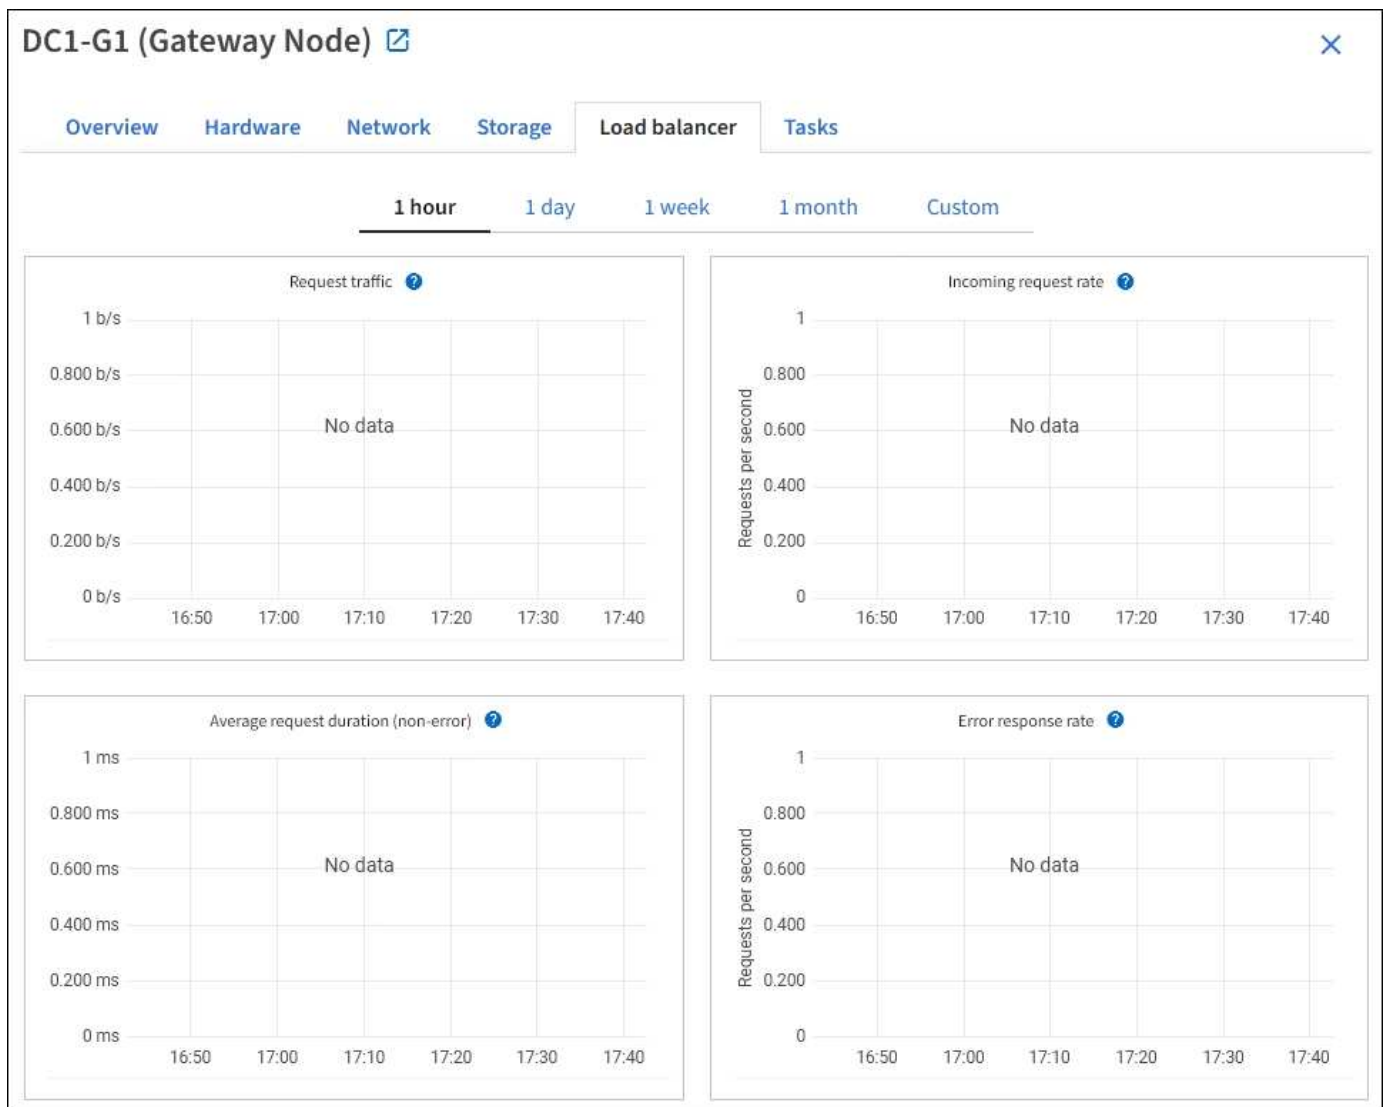 DC1-G1 (Gateway Node)
Overview Hardware Network Storage Load balancer Tasks
1 hour 1 day 1 week 1 month Custom
Request traffic
1 b/s
0.800 b/s
0.600 b/s
0.400 b/s
0.200 b/s
0 b/s
No data
16:50 17:00 17:10 17:20 17:30 17:40
Incoming request rate
Requests per second
1
0.800
0.600
0.400
0.200
0
No data
16:50 17:00 17:10 17:20 17:30 17:40
Average request duration (non-error)
1 ms
0.800 ms
0.600 ms
0.400 ms
0.200 ms
0 ms
No data
16:50 17:00 17:10 17:20 17:30 17:40
Error response rate
Requests per second
1
0.800
0.600
0.400
0.200
0
No data
16:50 17:00 17:10 17:20 17:30 17:40